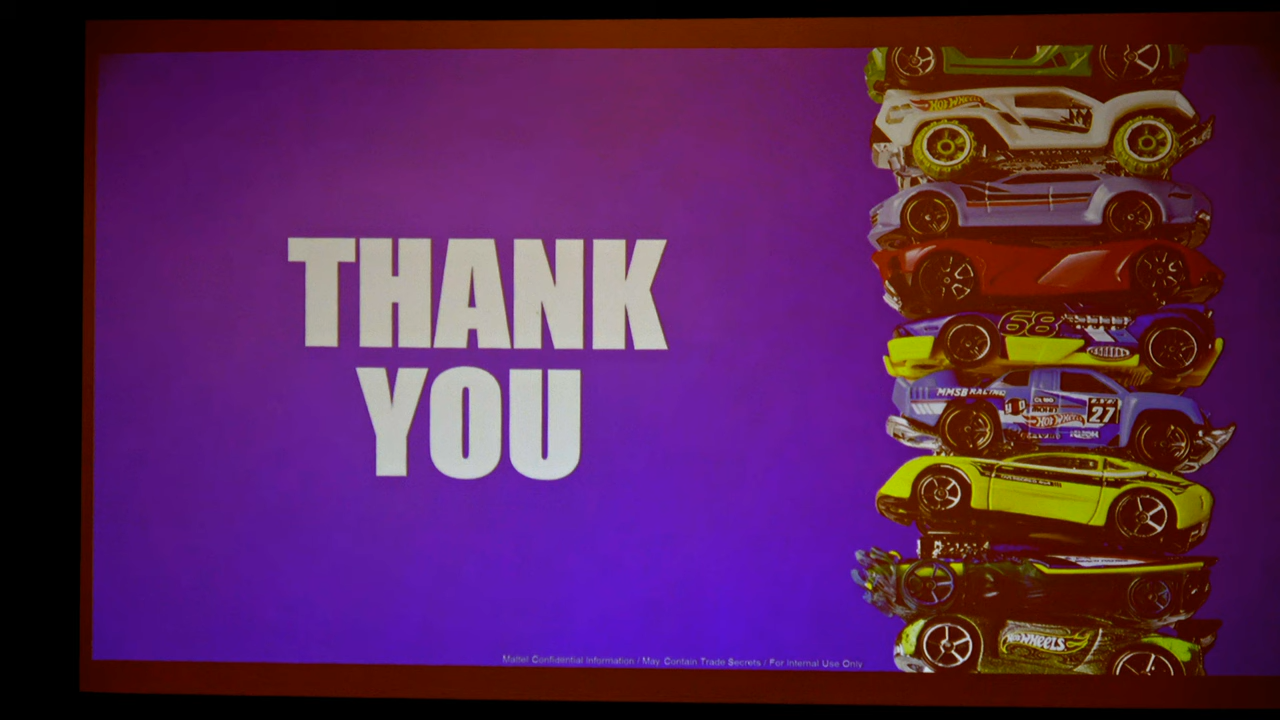 THANK
YOU
HOT WHEELS
68
MMSB RACING
27
HOT WHEELS
HOT WHEELS
Mattel Confidential Information / May Contain Trade Secrets / For Internal Use Only